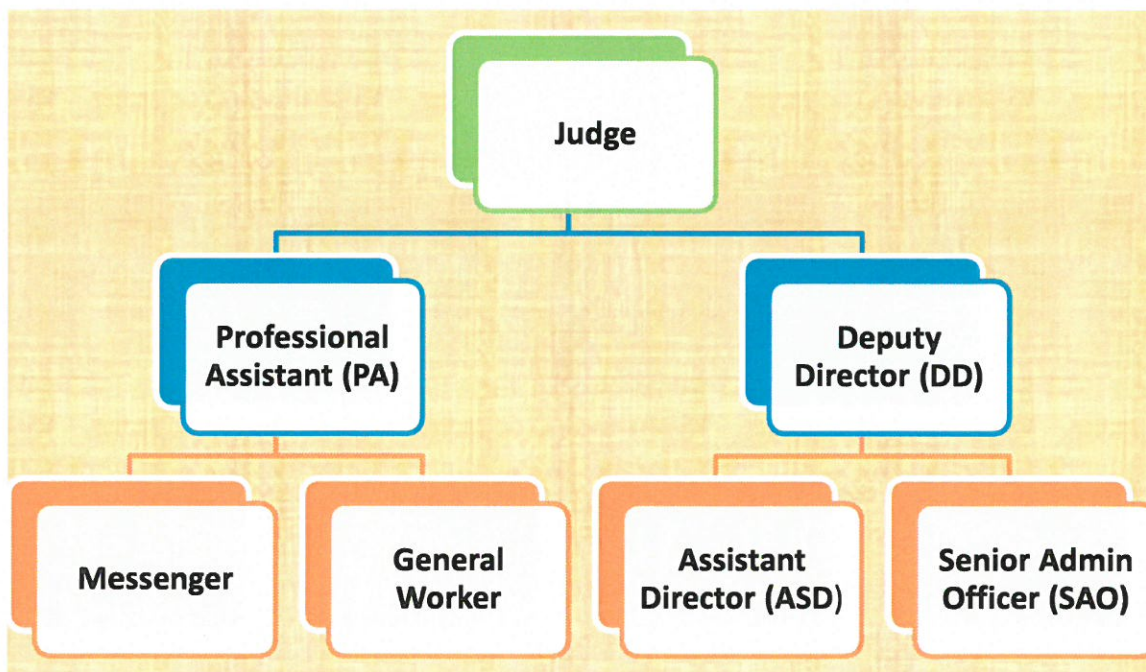 Judge
Professional
Assistant (PA)
Deputy
Director (DD)
Messenger
General
Worker
Assistant
Director (ASD)
Senior Admin
Officer (SAO)